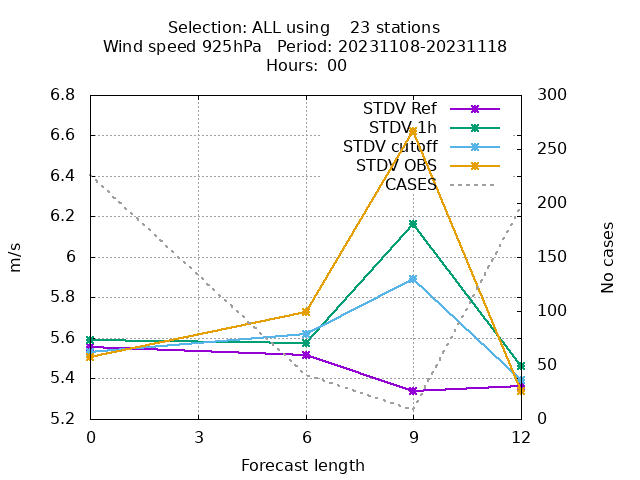 Selection: ALL using    23 stations
Wind speed 925hPa   Period: 20231108-20231118
Hours:  00
6.8
6.6
6.4
6.2
6
5.8
5.6
5.4
5.2
m/s
300
250
200
150
100
50
0
No cases
STDV Ref
STDV 1h
STDV cutoff
STDV OBS
CASES
0 3 6 9 12
Forecast length